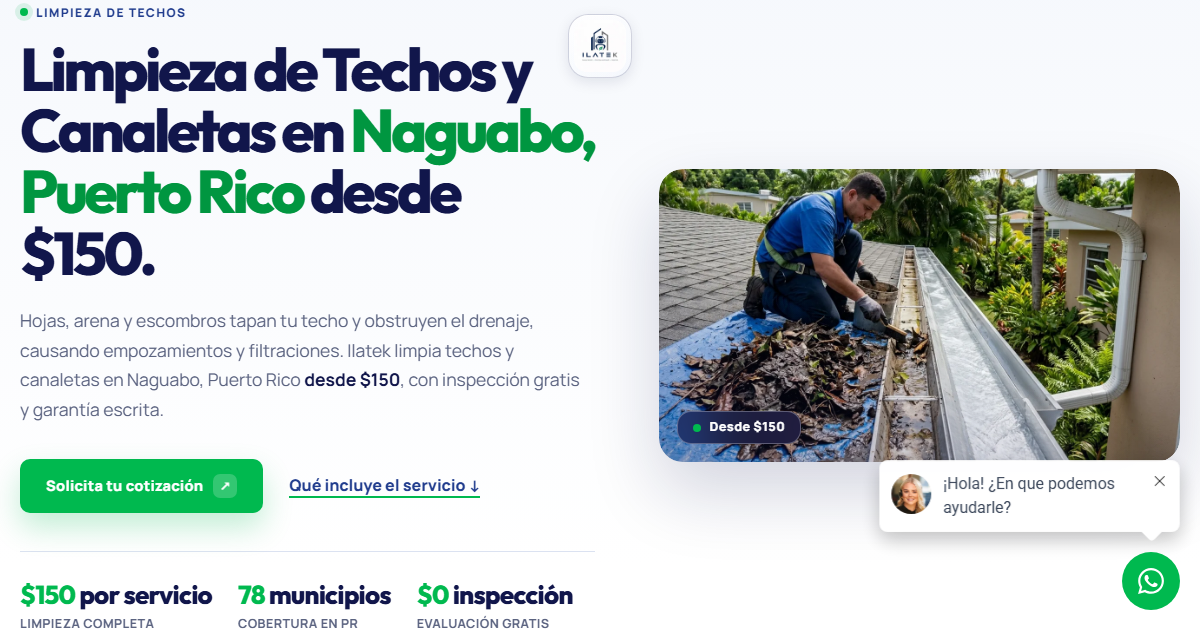 LIMPIEZA DE TECHOS
ILATEK
Limpieza de Techos y
Canaletas en Naguabo,
Puerto Rico desde
$150.
Hojas, arena y escombros tapan tu techo y obstruyen el drenaje,
causando empozamientos y filtraciones. Ilatek limpia techos y
canaletas en Naguabo, Puerto Rico desde $150, con inspección gratis
y garantía escrita.
Solicita tu cotización ↗
Qué incluye el servicio ↓
Desde $150
¡Hola! ¿En que podemos
ayudarle?
$150 por servicio
LIMPIEZA COMPLETA
78 municipios
COBERTURA EN PR
$0 inspección
EVALUACIÓN GRATIS